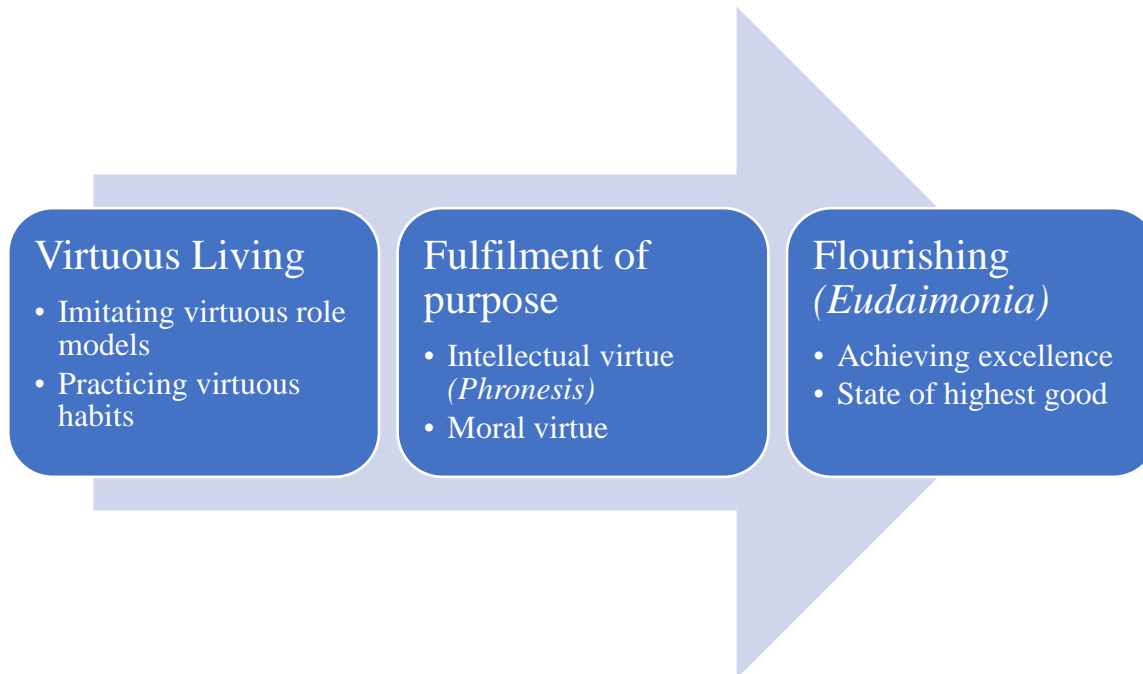 Virtuous Living
• Imitating virtuous role
models
• Practicing virtuous
habits
Fulfilment of
purpose
• Intellectual virtue
(Phronesis)
• Moral virtue
Flourishing
(Eudaimonia)
• Achieving excellence
• State of highest good